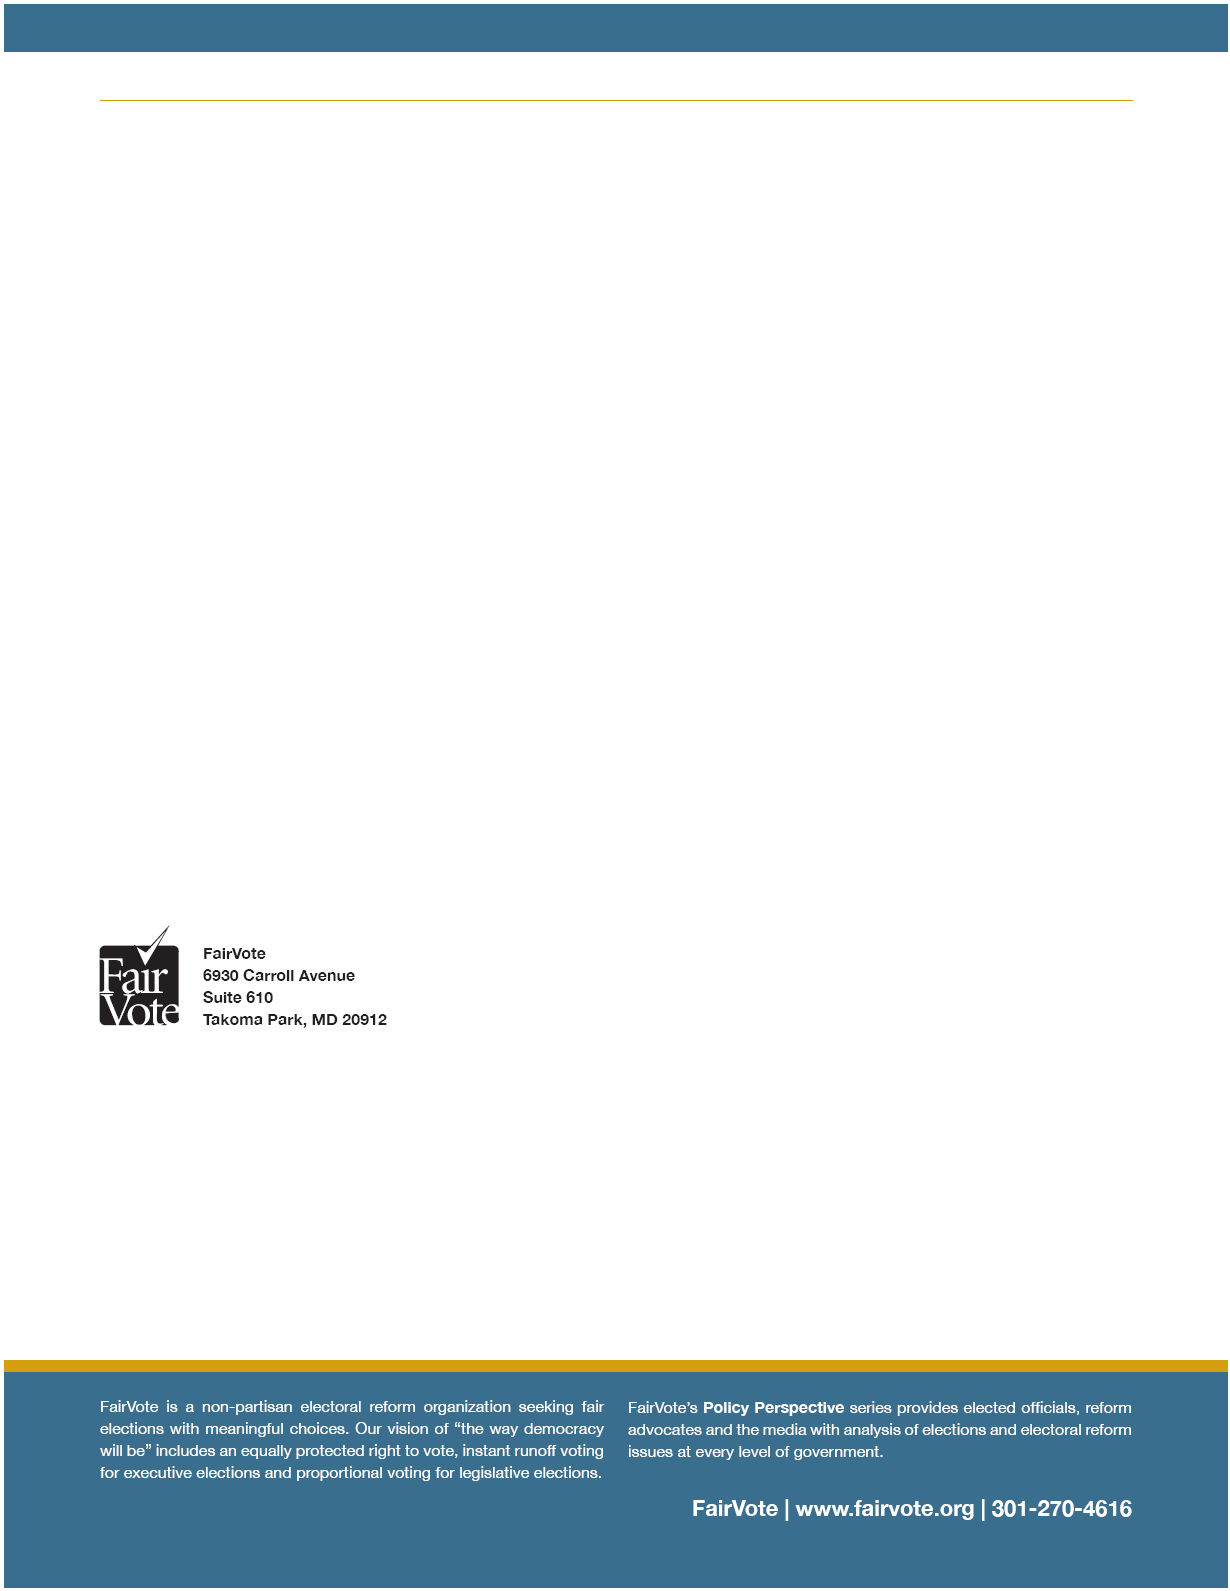 Fair
Vote
FairVote
6930 Carroll Avenue
Suite 610
Takoma Park, MD 20912
FairVote is a non-partisan electoral reform organization seeking fair
elections with meaningful choices. Our vision of “the way democracy
will be” includes an equally protected right to vote, instant runoff voting
for executive elections and proportional voting for legislative elections.
FairVote’s Policy Perspective series provides elected officials, reform
advocates and the media with analysis of elections and electoral reform
issues at every level of government.
FairVote | www.fairvote.org | 301-270-4616